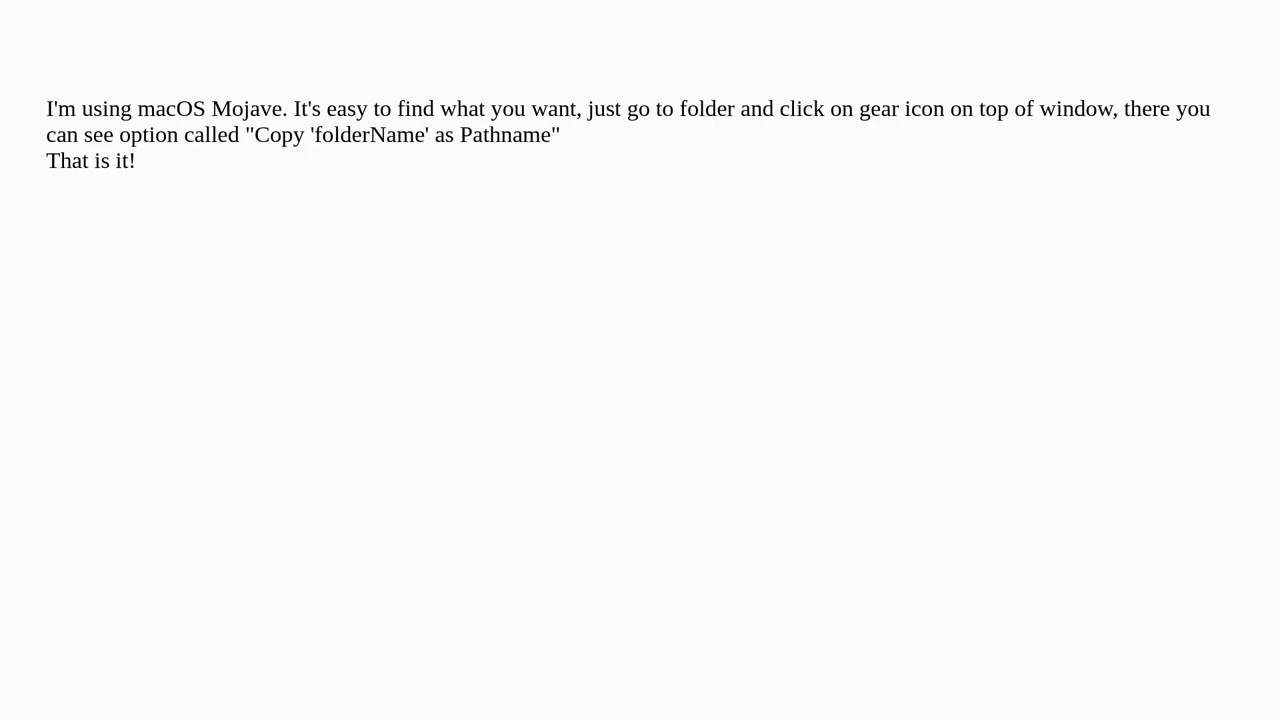 I'm using macOS Mojave. It's easy to find what you want, just go to folder and click on gear icon on top of window, there you
can see option called "Copy 'folderName' as Pathname"
That is it!